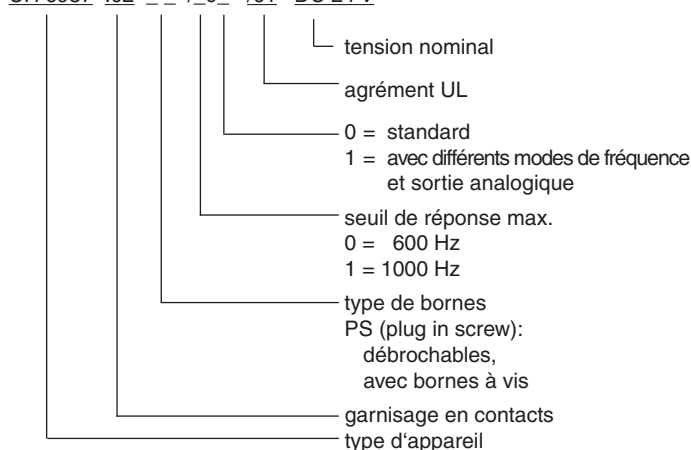 tension nominal
agrément UL
0 = standard
1 = avec différents modes de fréquence
et sortie analogique
seuil de réponse max.
0 = 600 Hz
1 = 1000 Hz
type de bornes
PS (plug in screw):
débrochables,
avec bornes à vis
garnisage en contacts
type d‘appareil